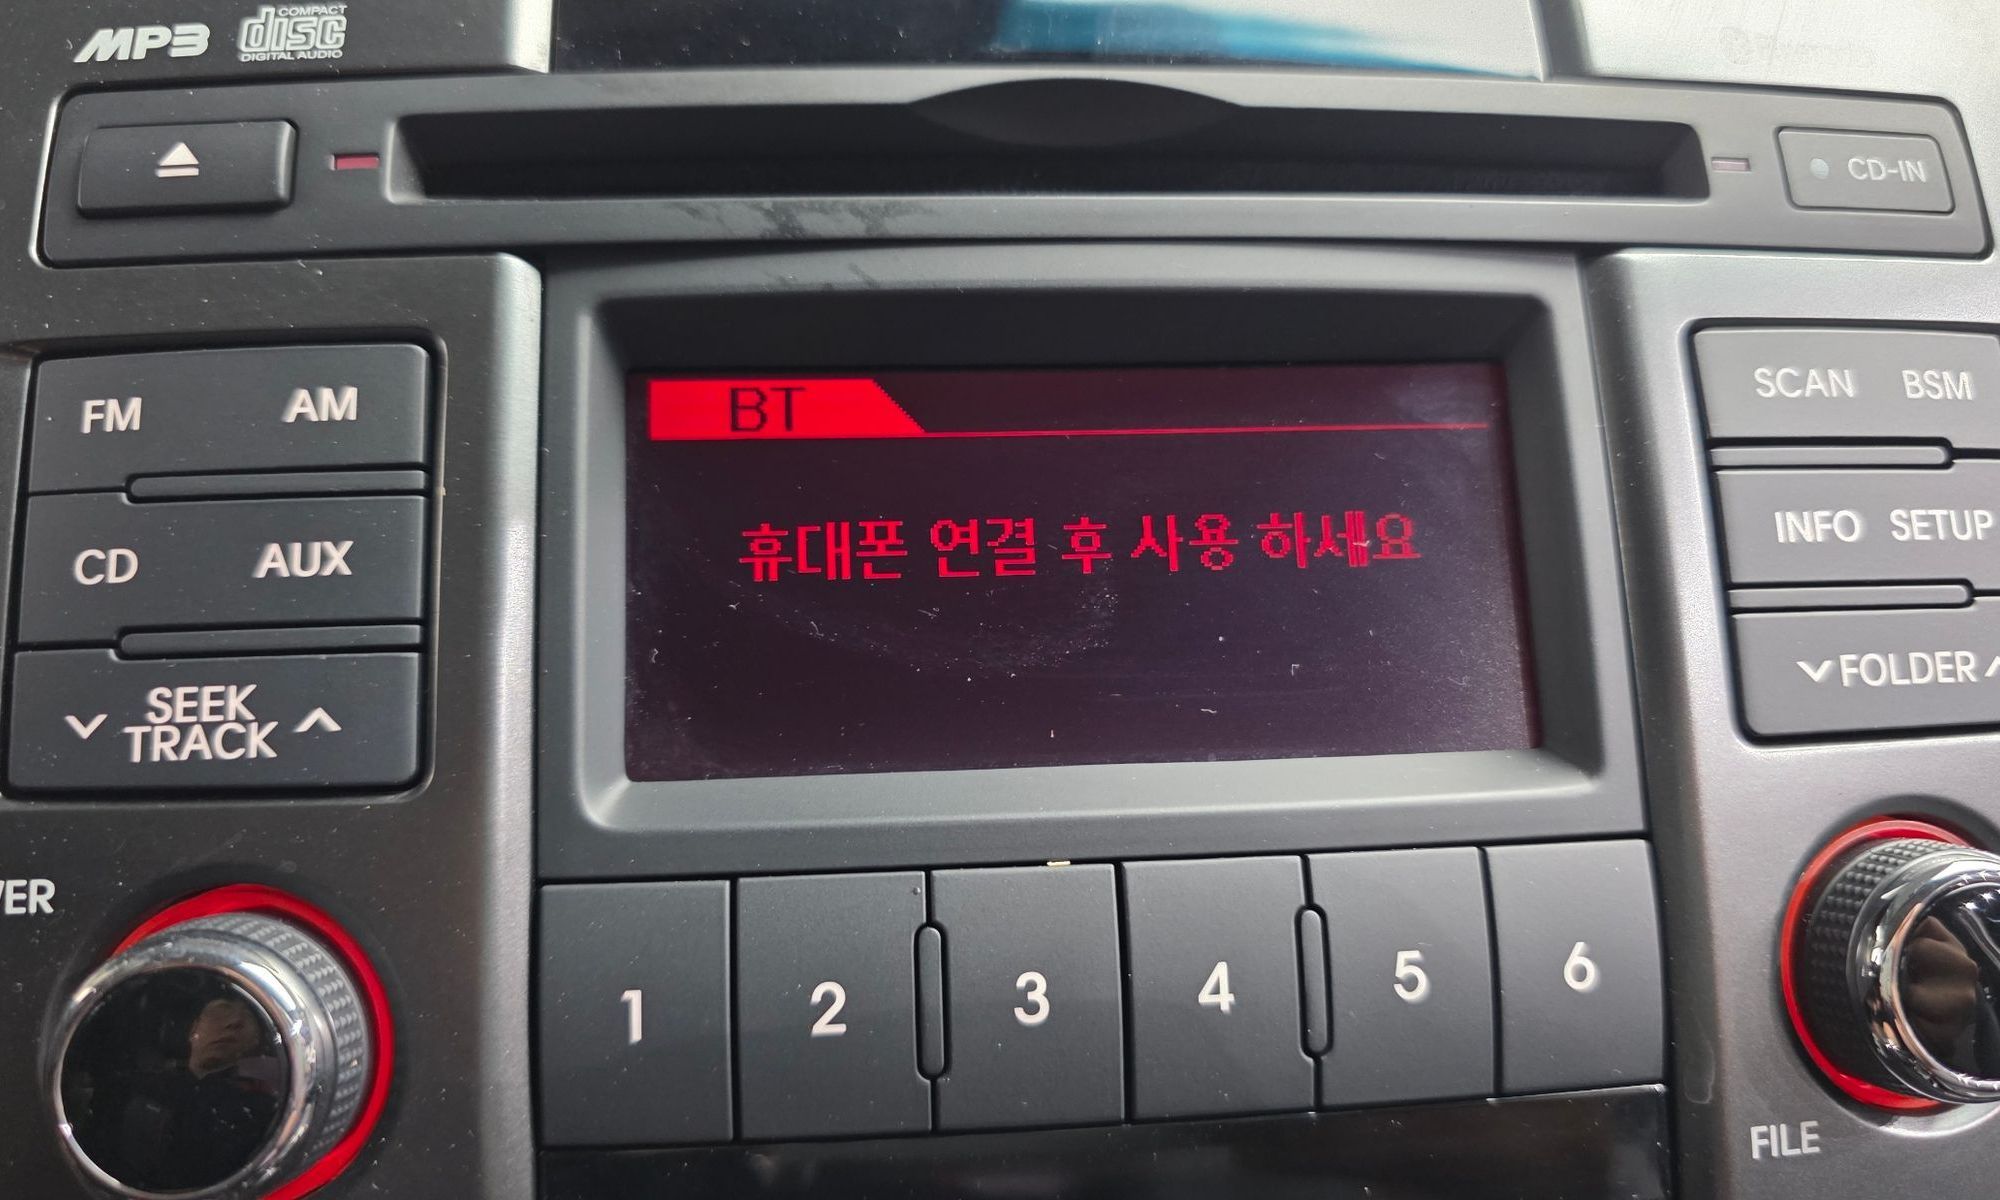 MP3 COMPACT disc DIGITAL AUDIO
CD-IN
FM AM
CD AUX
SEEK
TRACK
BT
휴대폰 연결 후 사용 하세요
SCAN BSM
INFO SETUP
FOLDER
VER
1 2 3 4 5 6
FILE